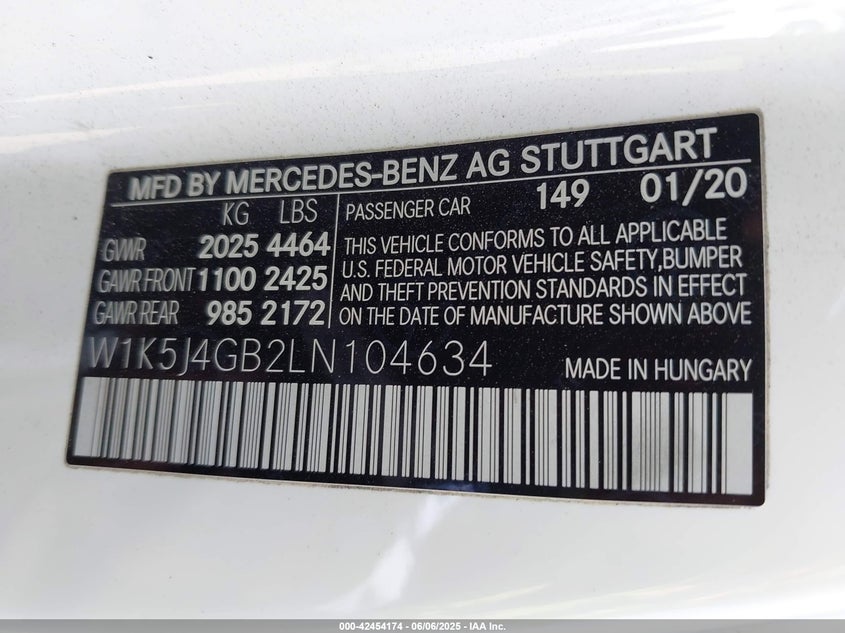 MFD BY MERCEDES-BENZ AG STUTTGART
KG LBS
GVWR 2025 4464
GAWR FRONT 1100 2425
GAWR REAR 985 2172
PASSENGER CAR 149 01/20
THIS VEHICLE CONFORMS TO ALL APPLICABLE
U.S. FEDERAL MOTOR VEHICLE SAFETY,BUMPER
AND THEFT PREVENTION STANDARDS IN EFFECT
ON THE DATE OF MANUFACTURE SHOWN ABOVE
W1K5J4GB2LN104634 MADE IN HUNGARY
000-42454174 - 06/06/2025 - IAA Inc.